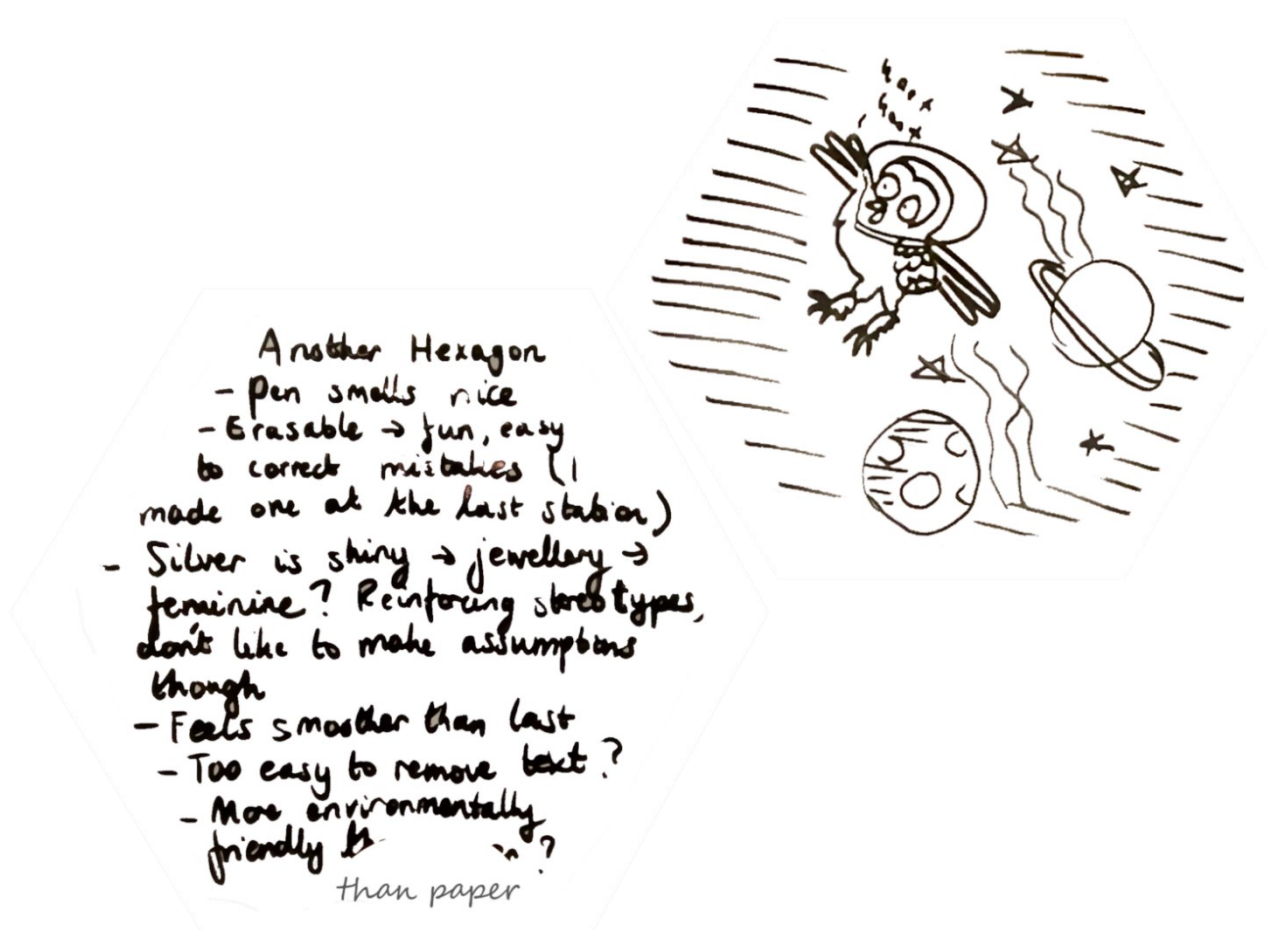 Another Hexagon
- Pen smells nice
- Erasable → fun, easy
to correct mistakes (I
made one at the last station)
- Silver is shiny → jewellery →
feminine? Reinforcing stereotypes,
don't like to make assumptions
though
- Feels smoother than last
- Too easy to remove text?
- More environmentally
friendly ?
than paper